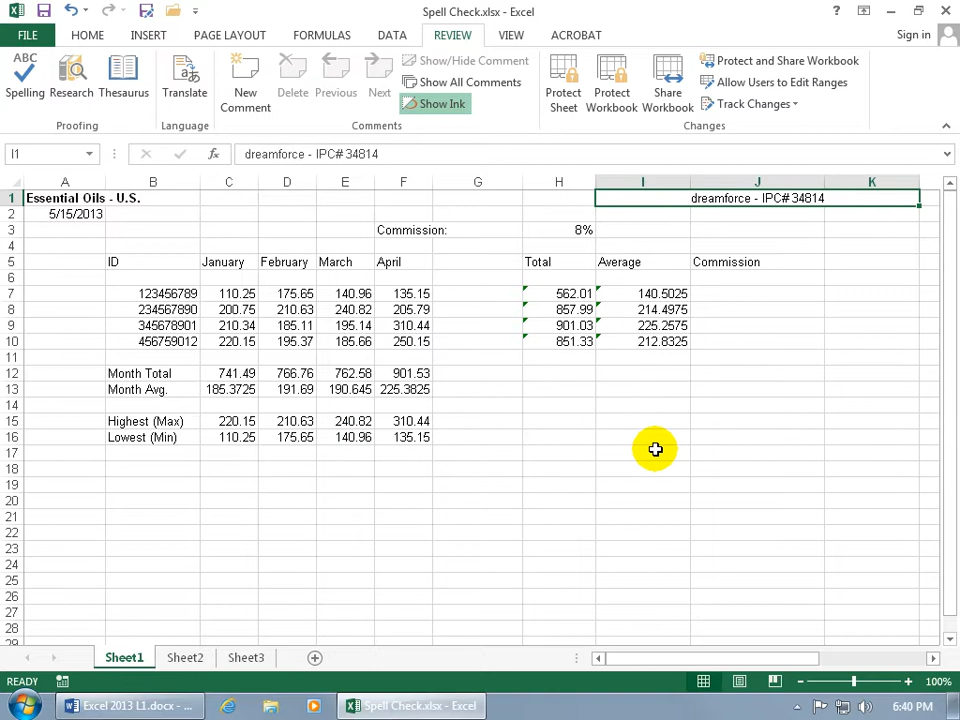 Spell Check.xlsx - Excel
FILE HOME INSERT PAGE LAYOUT FORMULAS DATA REVIEW VIEW ACROBAT Sign in
ABC
Spelling Research Thesaurus Translate New Comment Delete Previous Next
Show/Hide Comment
Show All Comments
Show Ink
Protect Sheet Protect Workbook Share Workbook
Protect and Share Workbook
Allow Users to Edit Ranges
Track Changes
Proofing Language Comments Changes
I1 fx dreamforce - IPC# 34814
A B C D E F G H I J K
1 Essential Oils - U.S. dreamforce - IPC# 34814
2 5/15/2013
3 Commission: 8%
4
5 ID January February March April Total Average Commission
6
7 123456789 110.25 175.65 140.96 135.15 562.01 140.5025
8 234567890 200.75 210.63 240.82 205.79 857.99 214.4975
9 345678901 210.34 185.11 195.14 310.44 901.03 225.2575
10 456759012 220.15 195.37 185.66 250.15 851.33 212.8325
11
12 Month Total 741.49 766.76 762.58 901.53
13 Month Avg. 185.3725 191.69 190.645 225.3825
14
15 Highest (Max) 220.15 210.63 240.82 310.44
16 Lowest (Min) 110.25 175.65 140.96 135.15
17
18
19
20
21
22
23
24
25
26
27
28
29
Sheet1 Sheet2 Sheet3
READY 100%
Excel 2013 L1.docx - ... Spell Check.xlsx - Excel 6:40 PM